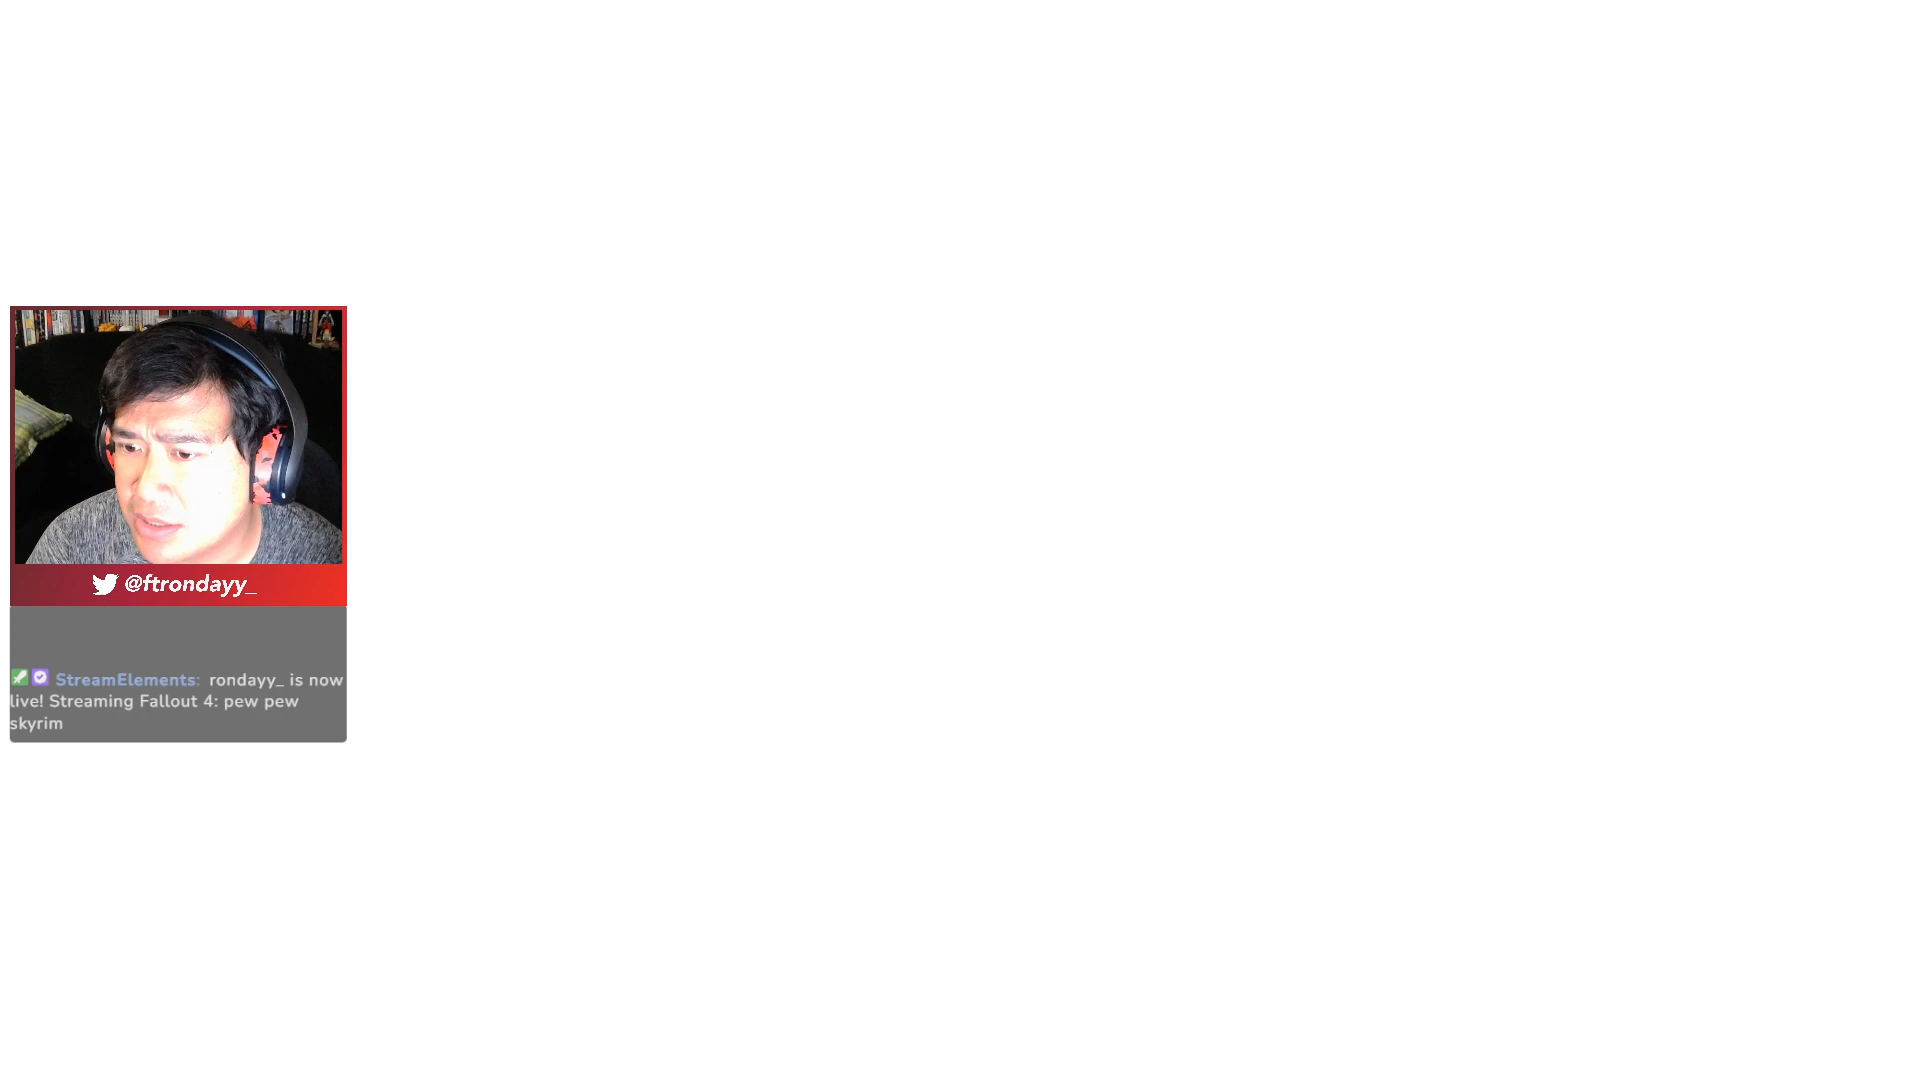 @ftrondayy_
StreamElements: rondayy_ is now
live! Streaming Fallout 4: pew pew
skyrim